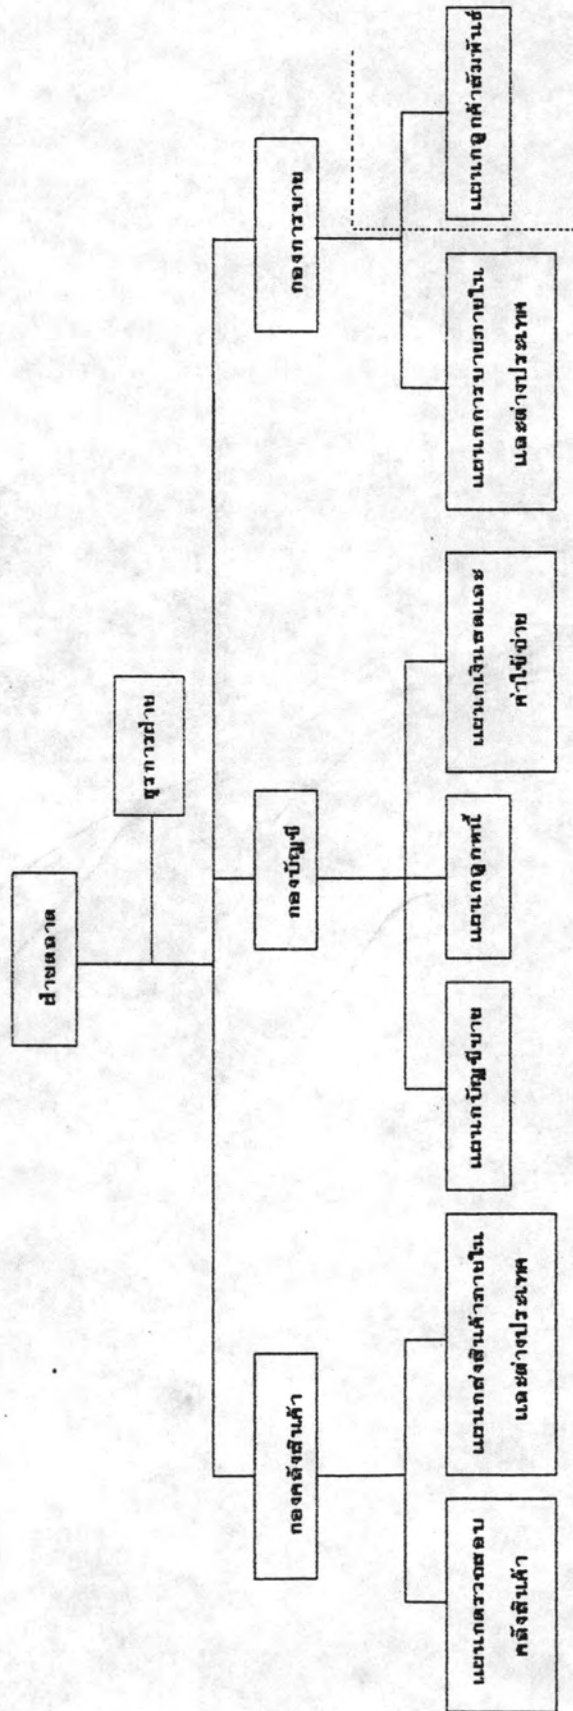 ฝ่ายตลาด
ธุรการฝ่าย
กองคลังสินค้า
กองบัญชี
กองการขาย
แผนกตรวจสอบ
คลังสินค้า
แผนกส่งสินค้าภายใน
และต่างประเทศ
แผนกบัญชีขาย
แผนกลูกหนี้
แผนกเงินสดและ
ค่าใช้จ่าย
แผนกการขายภายใน
และต่างประเทศ
แผนกลูกค้าสัมพันธ์